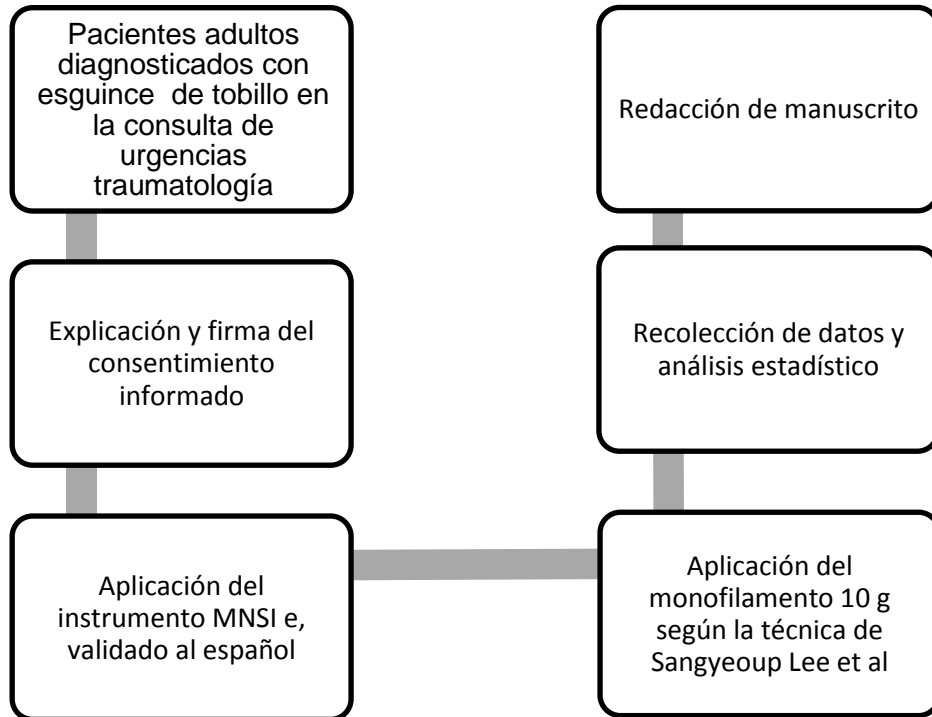 Pacientes adultos
diagnosticados con
esguince de tobillo en
la consulta de
urgencias
traumatología
Explicación y firma del
consentimiento
informado
Aplicación del
instrumento MNSI e,
validado al español
Aplicación del
monofilamento 10 g
según la técnica de
Sangyeoup Lee et al
Recolección de datos y
análisis estadístico
Redacción de manuscrito